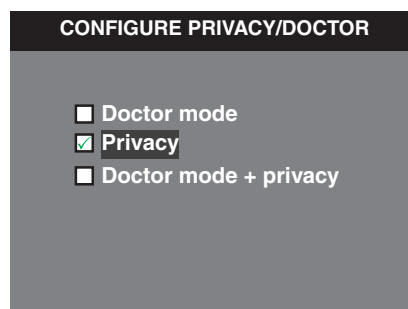 CONFIGURE PRIVACY/DOCTOR
Doctor mode
Privacy
Doctor mode + privacy